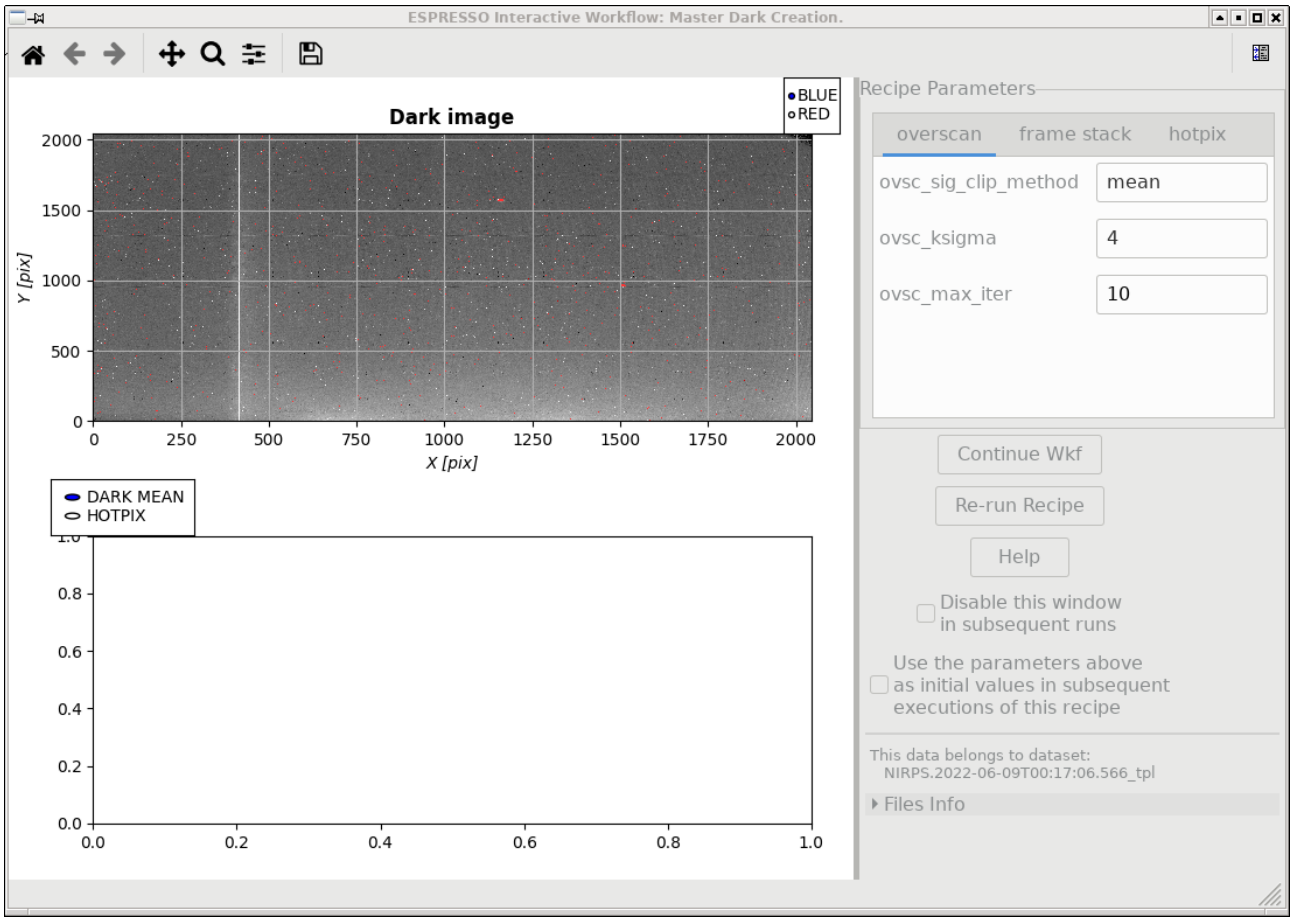 ESPRESSO Interactive Workflow: Master Dark Creation.
BLUE
RED
Dark image
2000
1500
1000
500
0
Y [pix]
0 250 500 750 1000 1250 1500 1750 2000
X [pix]
DARK MEAN
HOTPIX
1.0
0.8
0.6
0.4
0.2
0.0
0.0 0.2 0.4 0.6 0.8 1.0
Recipe Parameters
overscan frame stack hotpix
ovsc_sig_clip_method mean
ovsc_ksigma 4
ovsc_max_iter 10
Continue Wkf
Re-run Recipe
Help
Disable this window
in subsequent runs
Use the parameters above
as initial values in subsequent
executions of this recipe
This data belongs to dataset:
NIRPS.2022-06-09T00:17:06.566_tpl
Files Info